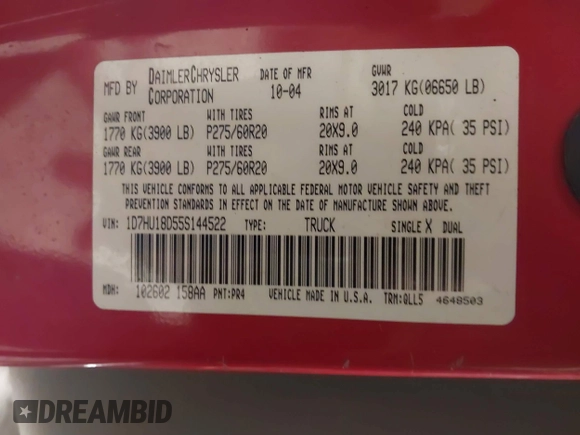 MFD BY DAIMLERCHRYSLER CORPORATION DATE OF MFR 10-04 GVWR 3017 KG(06650 LB)
GAWR FRONT WITH TIRES RIMS AT COLD
1770 KG(3900 LB) P275/60R20 20X9.0 240 KPA( 35 PSI)
GAWR REAR WITH TIRES RIMS AT COLD
1770 KG(3900 LB) P275/60R20 20X9.0 240 KPA( 35 PSI)
THIS VEHICLE CONFORMS TO ALL APPLICABLE FEDERAL MOTOR VEHICLE SAFETY AND THEFT
PREVENTION STANDARDS IN EFFECT ON THE DATE OF MANUFACTURE SHOWN ABOVE.
VIN: 1D7HU18D55S144522 TYPE: TRUCK SINGLE X DUAL
MDH: 102602 158AA PNT:PR4 VEHICLE MADE IN U.S.A. TRM:QLL5 4648503
DREAMBID